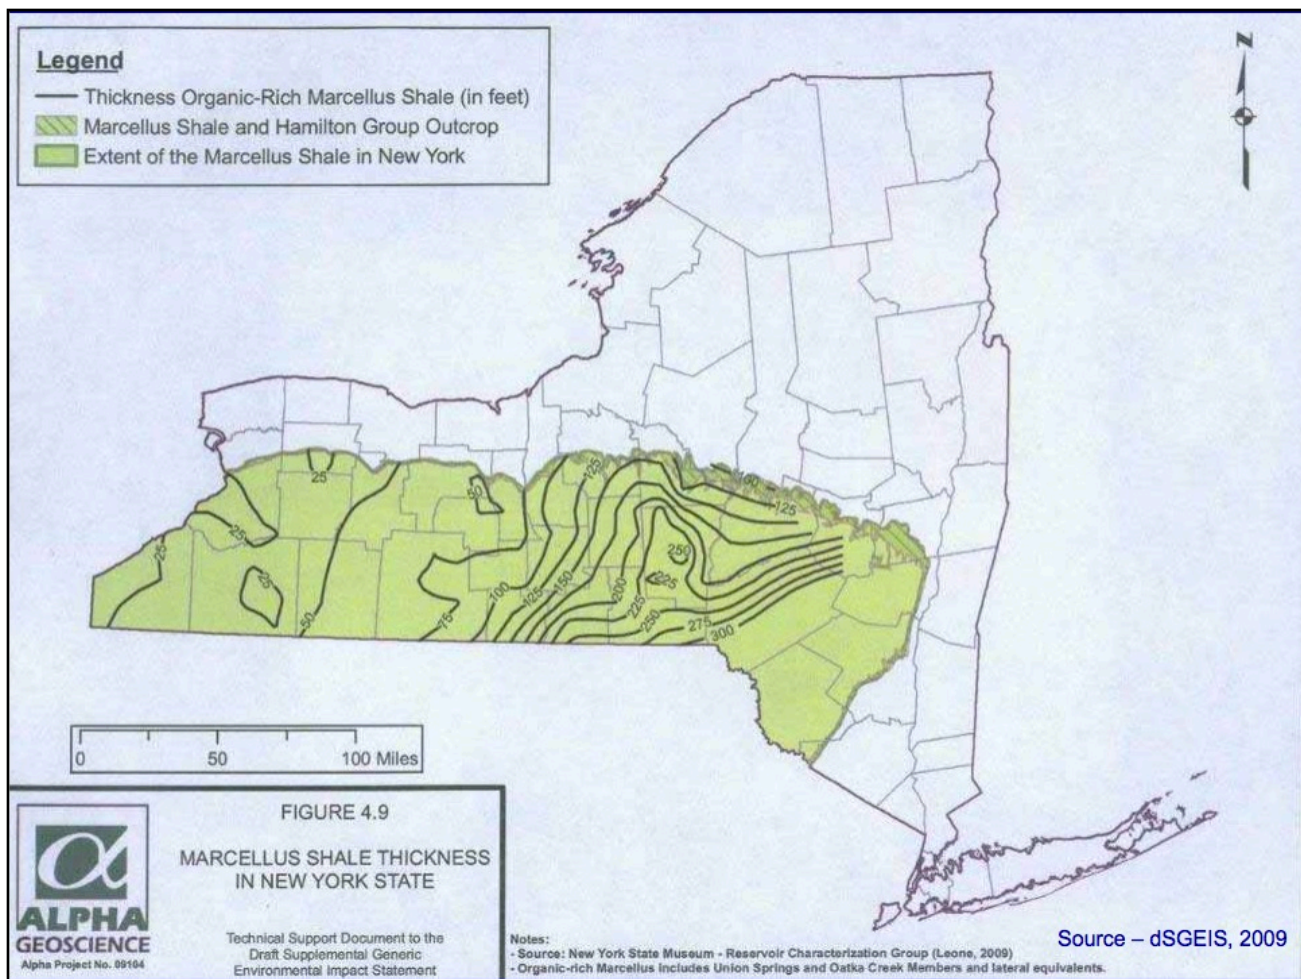 Legend
Thickness Organic-Rich Marcellus Shale (in feet)
Marcellus Shale and Hamilton Group Outcrop
Extent of the Marcellus Shale in New York
N
25
25
25
25
50
50
75
100
125
150
200
225
250
275
300
125
250
225
100
125
0 50 100 Miles
FIGURE 4.9
MARCELLUS SHALE THICKNESS
IN NEW YORK STATE
α
ALPHA
GEOSCIENCE
Alpha Project No. 09104
Technical Support Document to the
Draft Supplemental Generic
Environmental Impact Statement
Notes:
- Source: New York State Museum - Reservoir Characterization Group (Leone, 2009)
- Organic-rich Marcellus includes Union Springs and Oatka Creek Members and lateral equivalents.
Source – dSGEIS, 2009